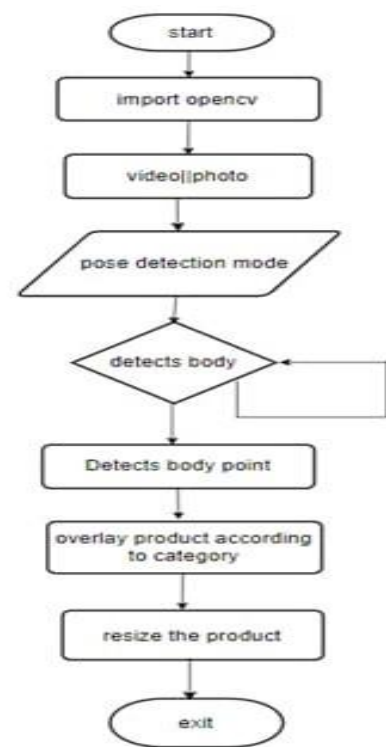 start
import opencv
video||photo
pose detection mode
detects body
Detects body point
overlay product according
to category
resize the product
exit